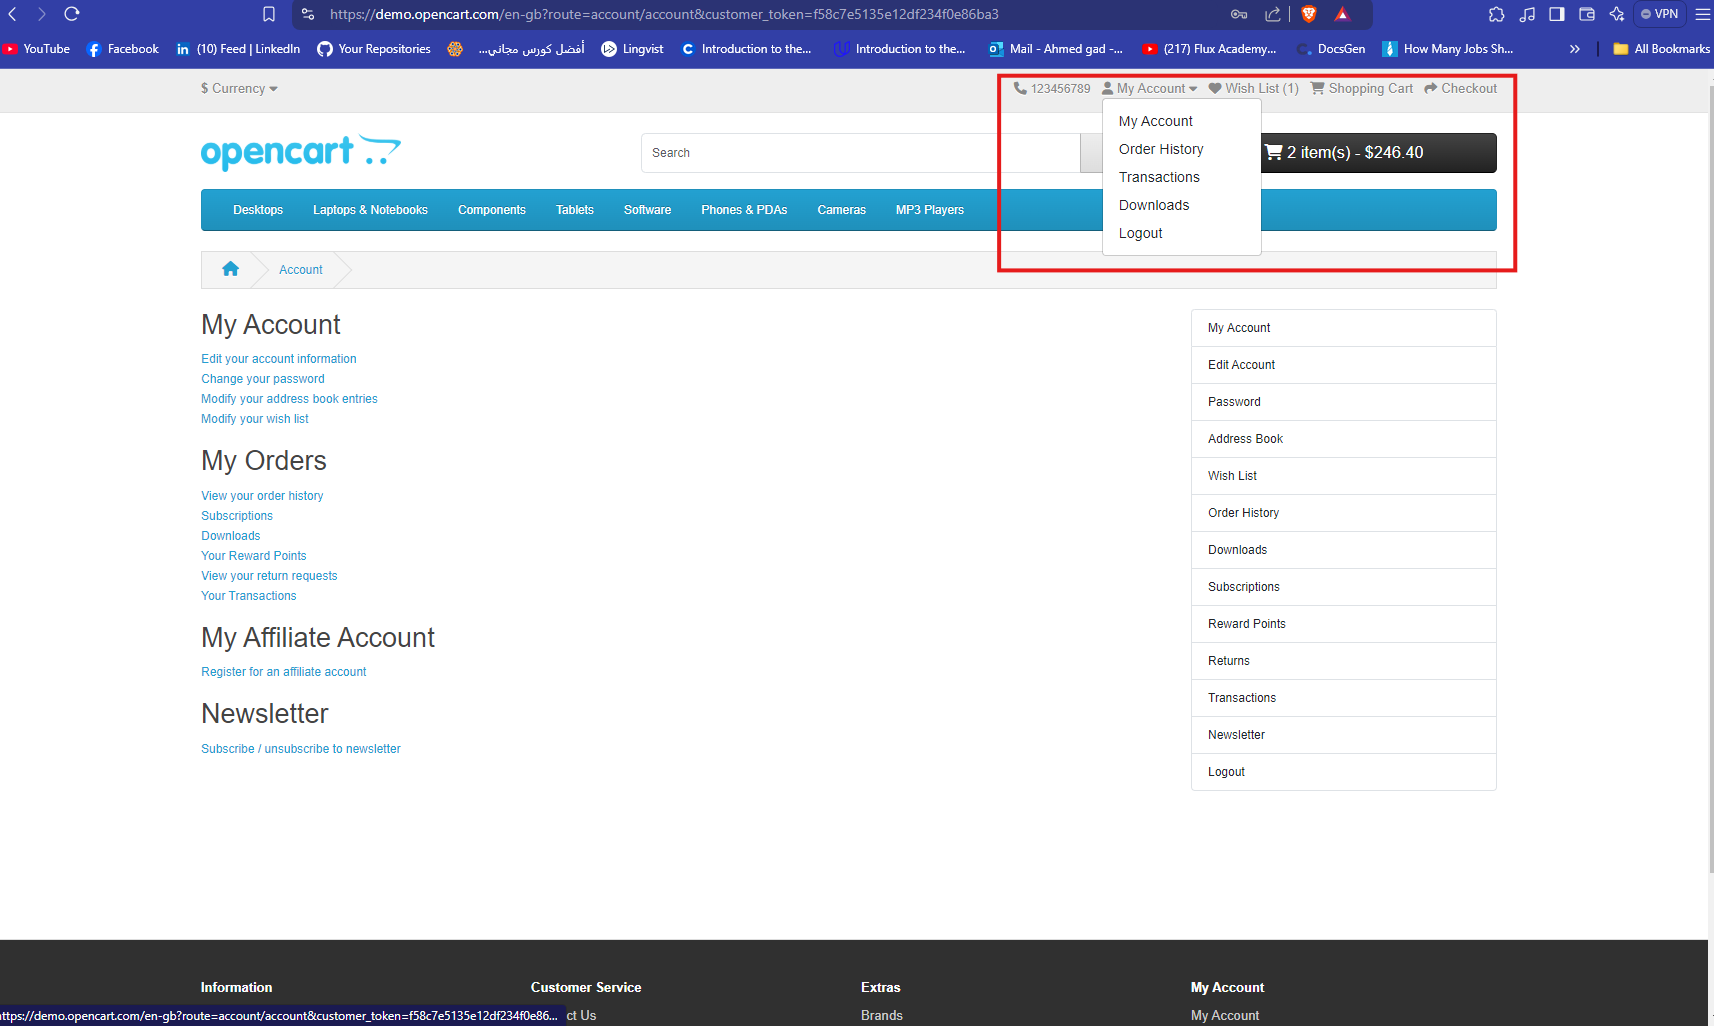 https://demo.opencart.com/en-gb?route=account/account&customer_token=f58c7e5135e12df234f0e86ba3
VPN
YouTube
Facebook
(10) Feed | LinkedIn
Your Repositories
أفضل كورس مجاني...
Lingvist
Introduction to the...
Introduction to the...
Mail - Ahmed gad -...
(217) Flux Academy...
DocsGen
How Many Jobs Sh...
All Bookmarks
$ Currency
123456789
My Account
Wish List (1)
Shopping Cart
Checkout
My Account
Order History
Transactions
Downloads
Logout
opencart
Search
2 item(s) - $246.40
Desktops
Laptops & Notebooks
Components
Tablets
Software
Phones & PDAs
Cameras
MP3 Players
Account
My Account
Edit your account information
Change your password
Modify your address book entries
Modify your wish list
My Orders
View your order history
Subscriptions
Downloads
Your Reward Points
View your return requests
Your Transactions
My Affiliate Account
Register for an affiliate account
Newsletter
Subscribe / unsubscribe to newsletter
My Account
Edit Account
Password
Address Book
Wish List
Order History
Downloads
Subscriptions
Reward Points
Returns
Transactions
Newsletter
Logout
Information
Customer Service
Extras
My Account
ttps://demo.opencart.com/en-gb?route=account/account&customer_token=f58c7e5135e12df234f0e86...
ct Us
Brands
My Account